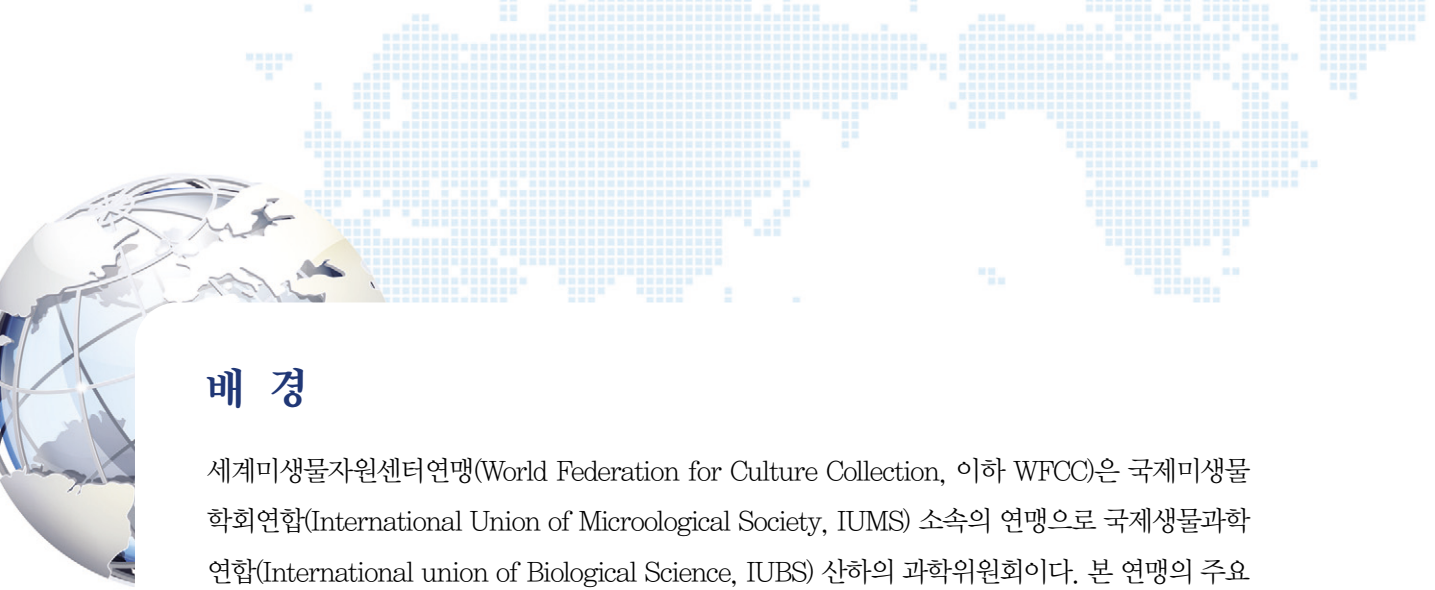 배 경
세계미생물자원센터연맹(World Federation for Culture Collection, 이하 WFCC)은 국제미생물
학회연합(International Union of Microological Society, IUMS) 소속의 연맹으로 국제생물과학
연합(International union of Biological Science, IUBS) 산하의 과학위원회이다. 본 연맹의 주요